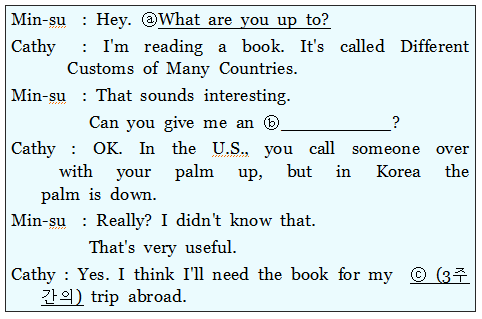 Min-su : Hey. ⓐWhat are you up to?
Cathy : I'm reading a book. It's called Different
Customs of Many Countries.
Min-su : That sounds interesting.
Can you give me an ⓑ____________?
Cathy : OK. In the U.S., you call someone over
with your palm up, but in Korea the
palm is down.
Min-su : Really? I didn't know that.
That's very useful.
Cathy : Yes. I think I'll need the book for my ⓒ (3주
간의) trip abroad.